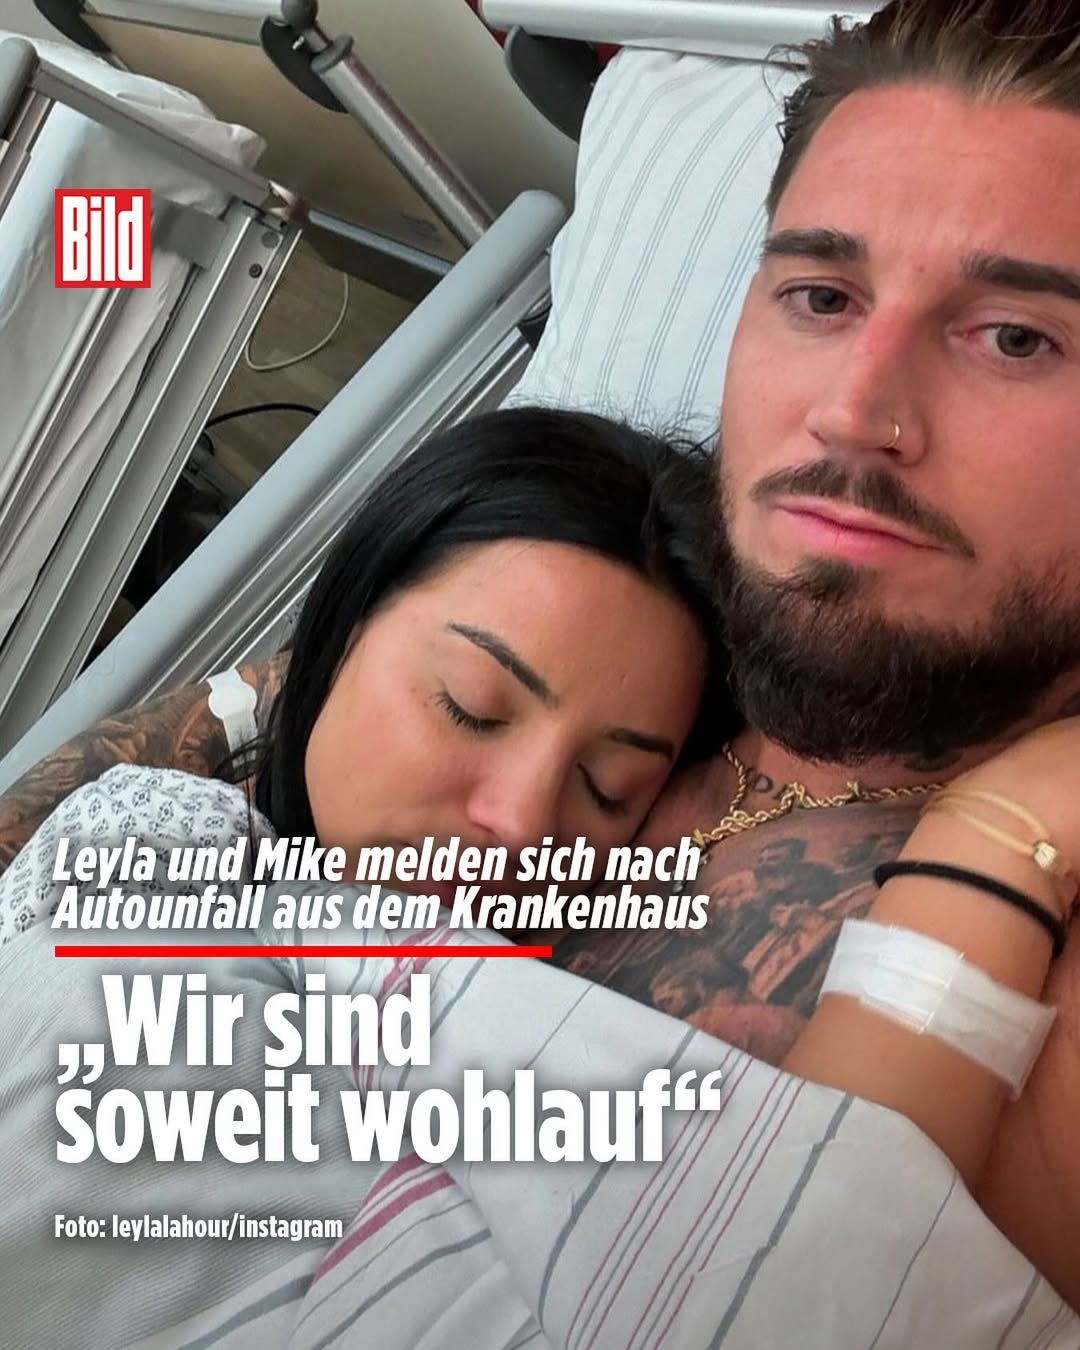 Bild
Leyla und Mike melden sich nach
Autounfall aus dem Krankenhaus
„Wir sind
soweit wohlauf“
Foto: leylalahour/instagram